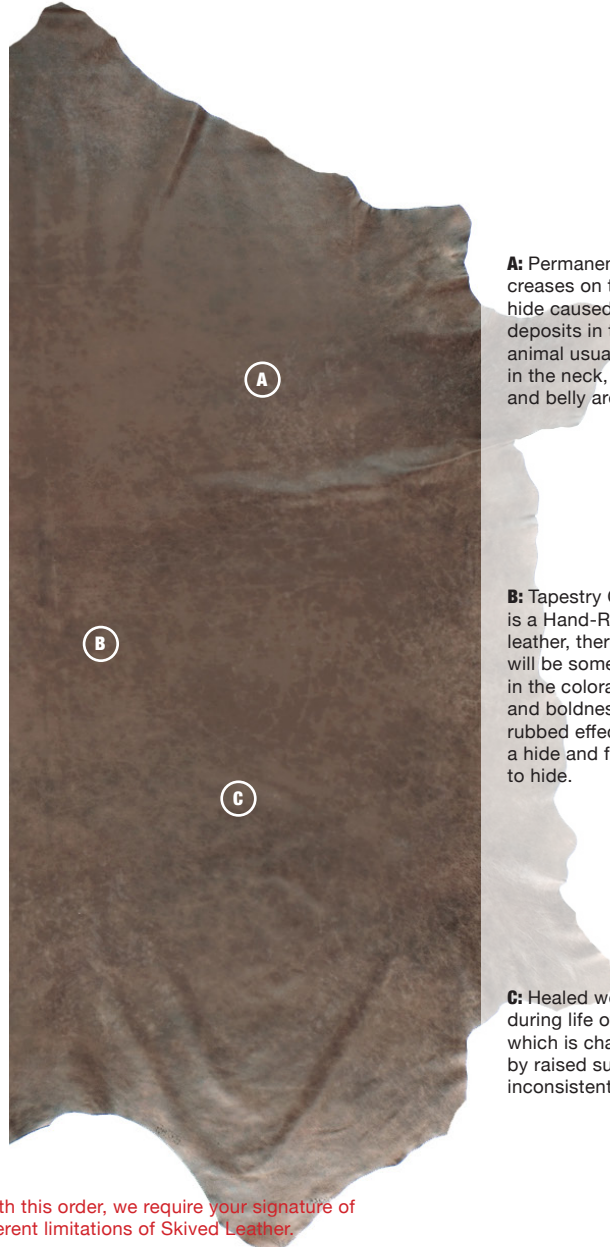 A: Permanen
creases on t
hide caused
deposits in t
animal usua
in the neck,
and belly are
A
B: Tapestry C
is a Hand-R
leather, ther
will be some
in the colora
and boldnes
rubbed effec
a hide and f
to hide.
B
C
C: Healed wo
during life o
which is cha
by raised su
inconsistent
th this order, we require your signature of
erent limitations of Skived Leather.